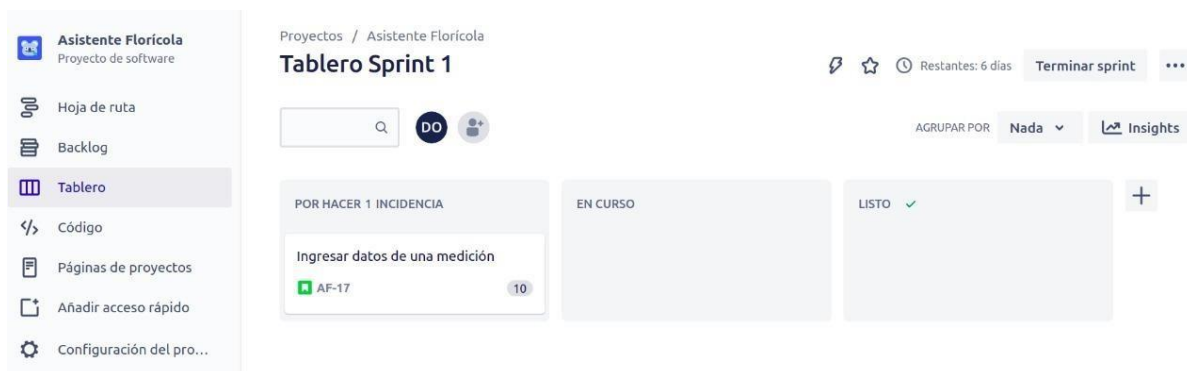 Asistente Florícola
Proyecto de software
Hoja de ruta
Backlog
Tablero
Código
Páginas de proyectos
Añadir acceso rápido
Configuración del pro...
Proyectos / Asistente Florícola
Tablero Sprint 1
Restantes: 6 días
Terminar sprint
DO
AGRUPAR POR
Nada
Insights
POR HACER 1 INCIDENCIA
EN CURSO
LISTO
Ingresar datos de una medición
AF-17
10